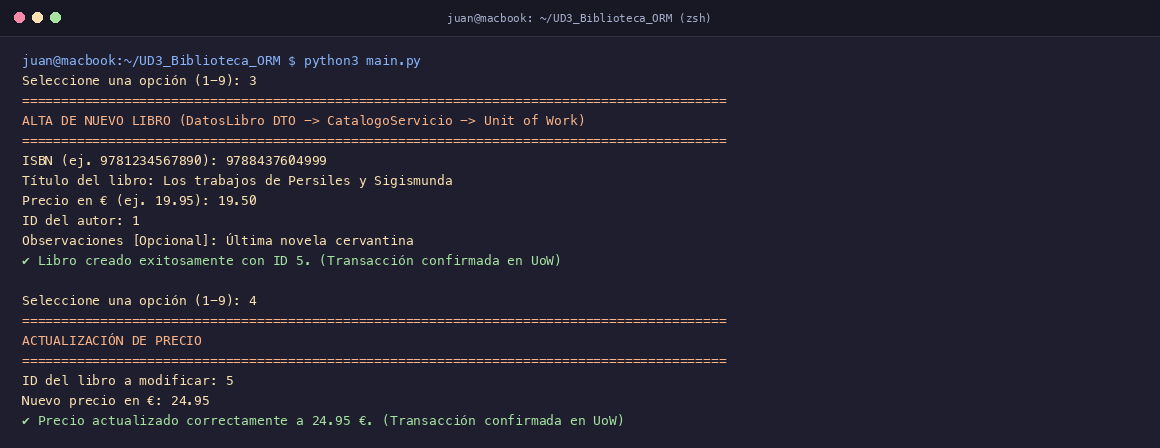 juan@macbook: ~/UD3_Biblioteca_ORM (zsh)
juan@macbook:~/UD3_Biblioteca_ORM $ python3 main.py
Seleccione una opción (1-9): 3
==========================================================================================
ALTA DE NUEVO LIBRO (DatosLibro DTO -> CatalogoServicio -> Unit of Work)
==========================================================================================
ISBN (ej. 9781234567890): 9788437604999
Título del libro: Los trabajos de Persiles y Sigismunda
Precio en € (ej. 19.95): 19.50
ID del autor: 1
Observaciones [Opcional]: Última novela cervantina
✔ Libro creado exitosamente con ID 5. (Transacción confirmada en UoW)
Seleccione una opción (1-9): 4
==========================================================================================
ACTUALIZACIÓN DE PRECIO
==========================================================================================
ID del libro a modificar: 5
Nuevo precio en €: 24.95
✔ Precio actualizado correctamente a 24.95 €. (Transacción confirmada en UoW)